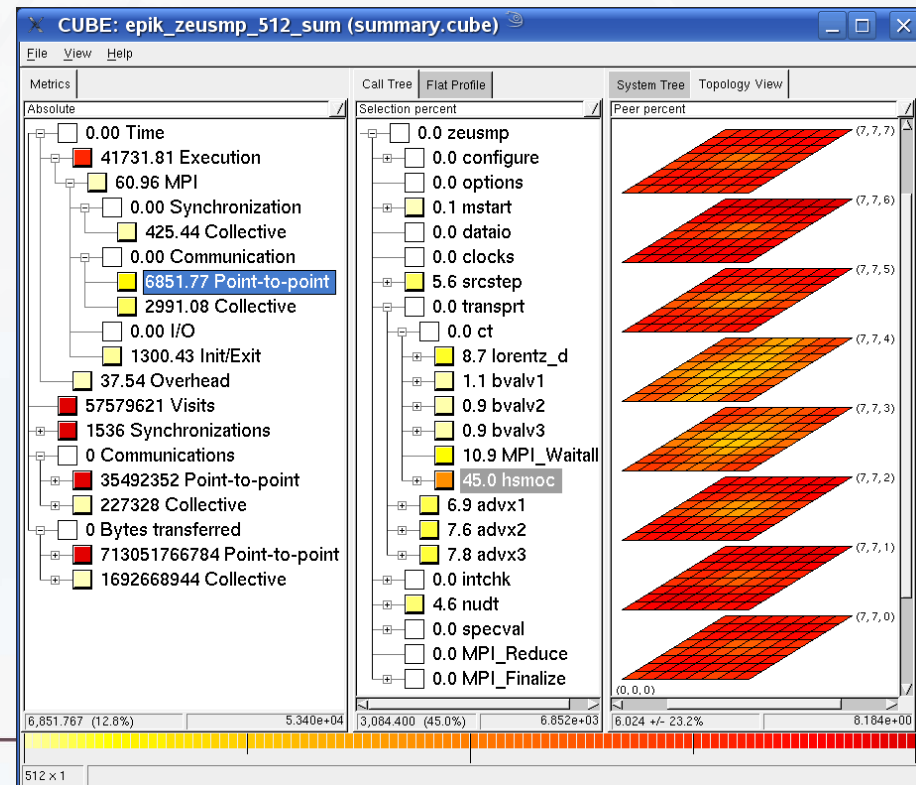 CUBE: epik_zeusmp_512_sum (summary.cube)
File View Help
Metrics
Absolute
0.00 Time
41731.81 Execution
60.96 MPI
0.00 Synchronization
425.44 Collective
0.00 Communication
6851.77 Point-to-point
2991.08 Collective
0.00 I/O
1300.43 Init/Exit
37.54 Overhead
57579621 Visits
1536 Synchronizations
0 Communications
35492352 Point-to-point
227328 Collective
0 Bytes transferred
713051766784 Point-to-point
1692668944 Collective
6,851.767 (12.8%) 5.340e+04
Call Tree Flat Profile
Selection percent
0.0 zeusmp
0.0 configure
0.0 options
0.1 mstart
0.0 dataio
0.0 clocks
5.6 srcstep
0.0 transprt
0.0 ct
8.7 lorentz_d
1.1 bvalv1
0.9 bvalv2
0.9 bvalv3
10.9 MPI_Waitall
45.0 hsmoc
6.9 advx1
7.6 advx2
7.8 advx3
0.0 intchk
4.6 nudt
0.0 specval
0.0 MPI_Reduce
0.0 MPI_Finalize
3,084.400 (45.0%) 6.852e+03
System Tree Topology View
Peer percent
(7,7,7)
(7,7,6)
(7,7,5)
(7,7,4)
(7,7,3)
(7,7,2)
(7,7,1)
(7,7,0)
(0,0,0)
6.024 +/- 23.2% 8.184e+00
512 x 1